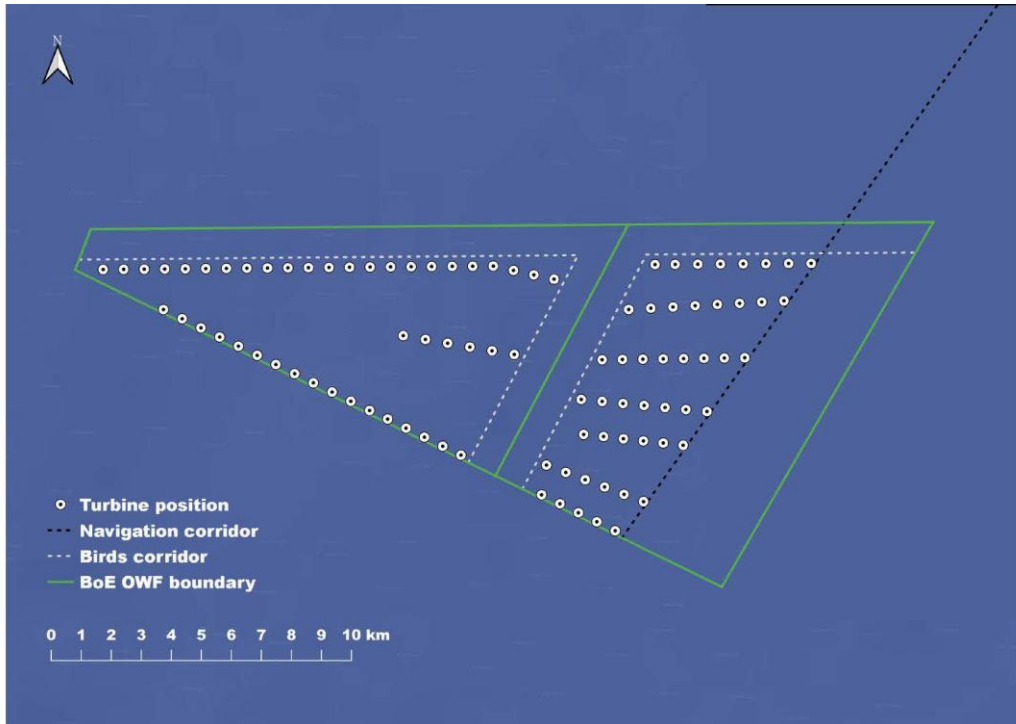 N
Turbine position
Navigation corridor
Birds corridor
BoE OWF boundary
0 1 2 3 4 5 6 7 8 9 10 km